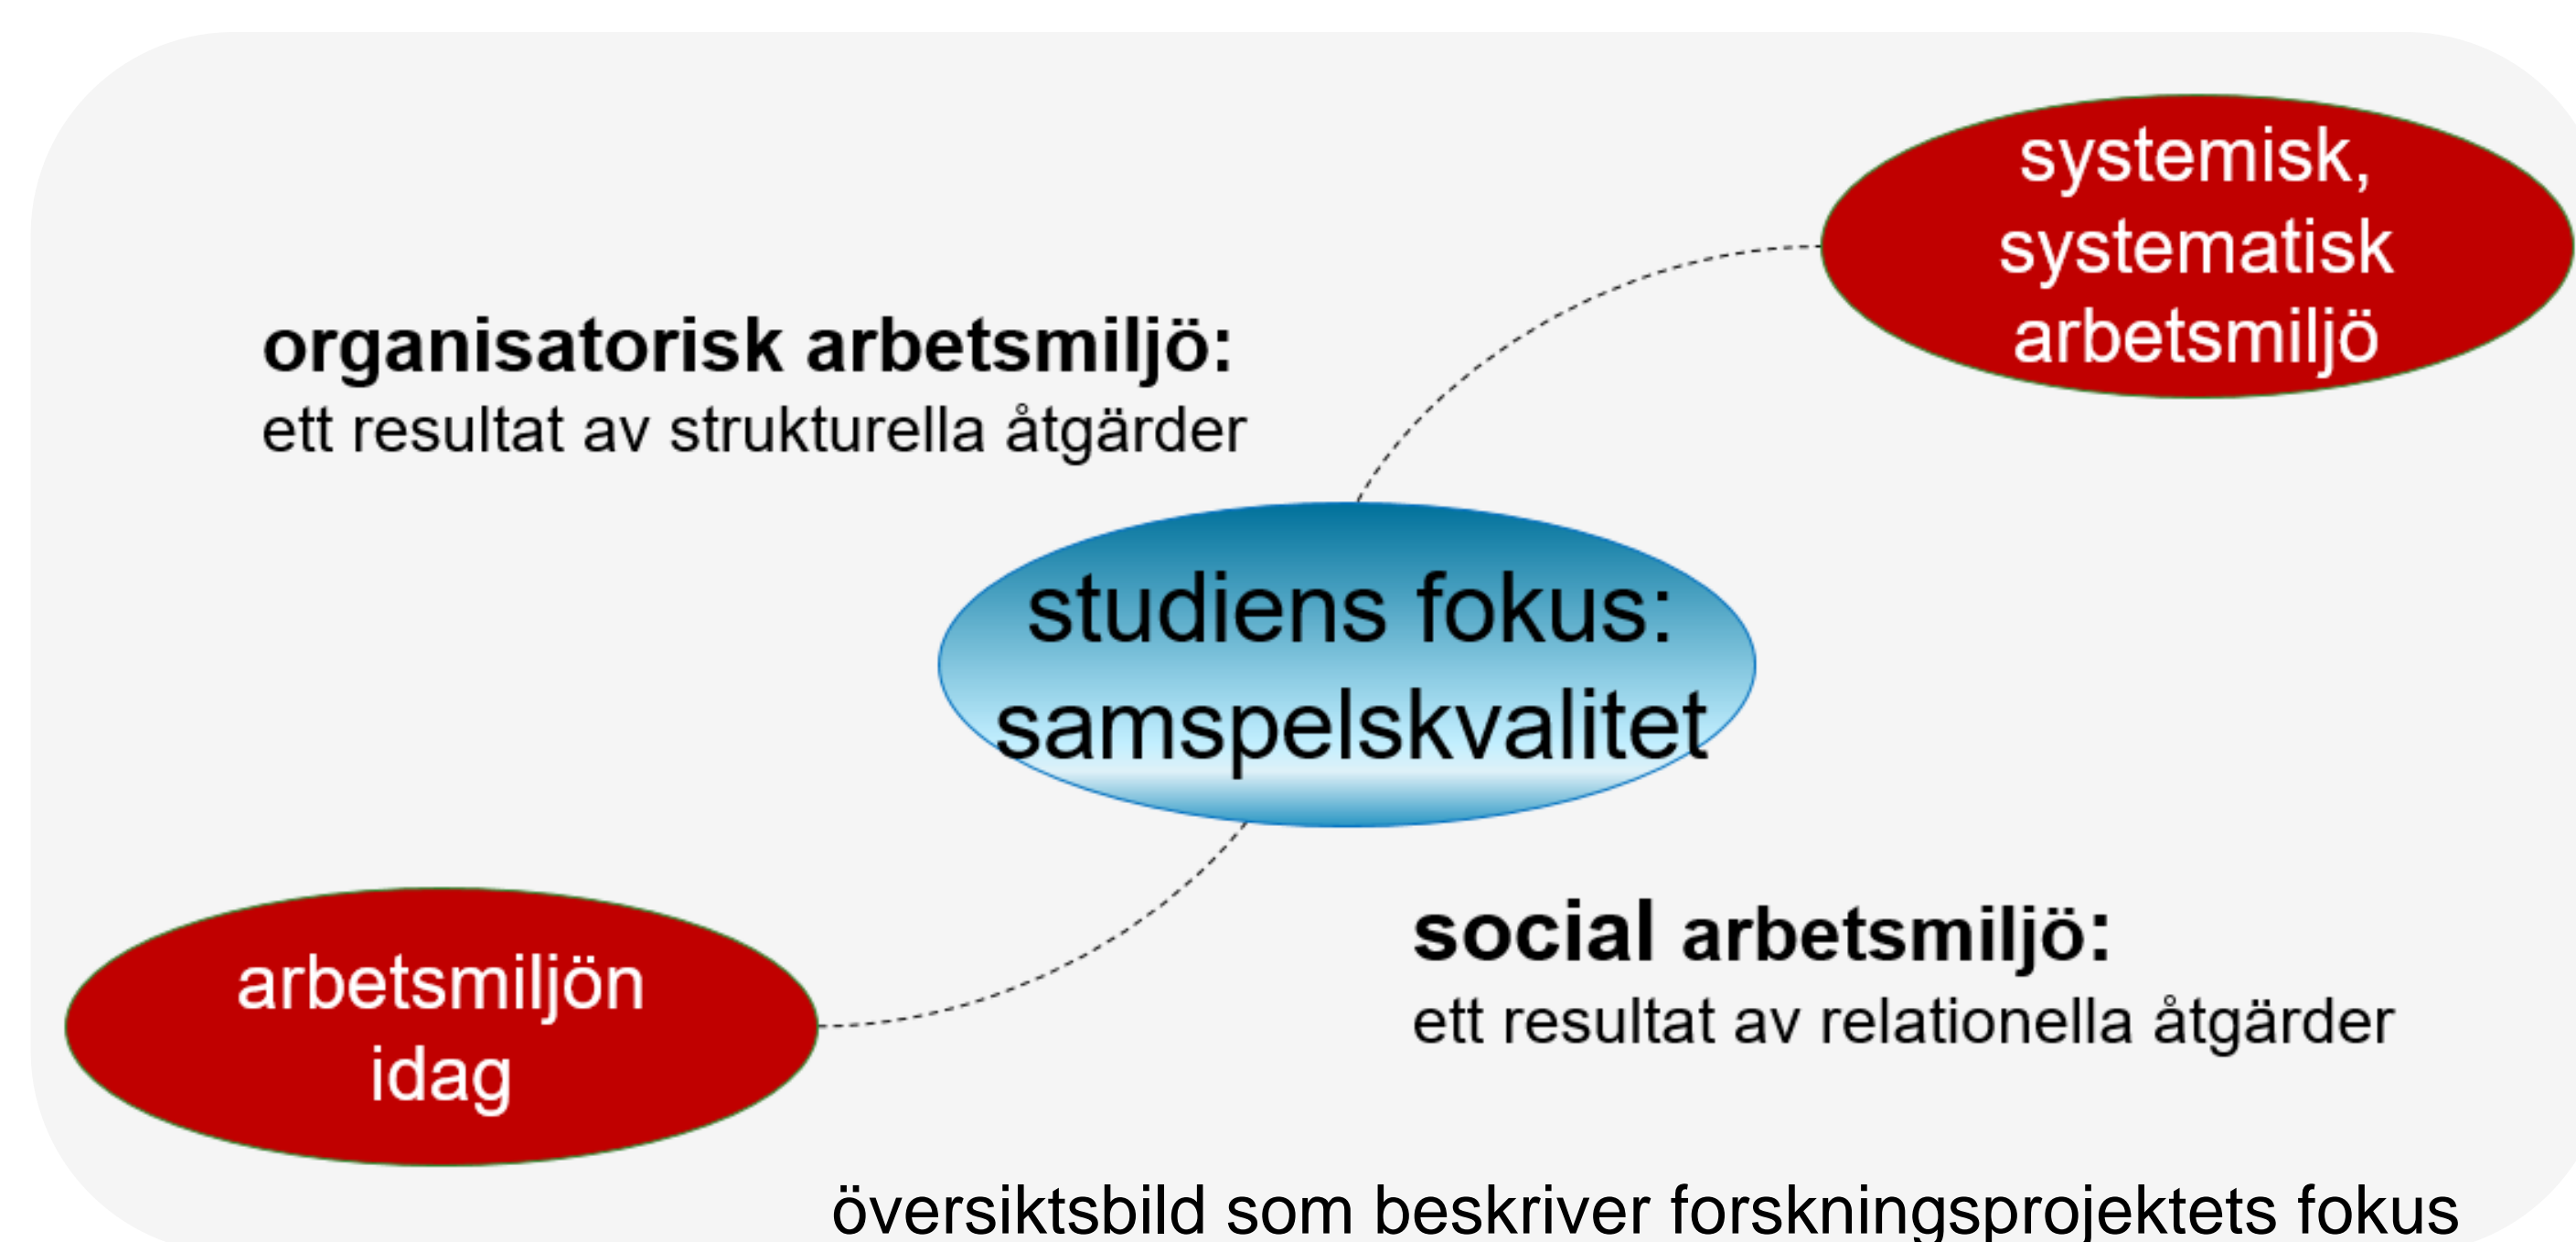 systemisk,
systematisk
arbetsmiljö
organisatorisk arbetsmiljö:
ett resultat av strukturella åtgärder
studiens fokus:
samspelskvalitet
social arbetsmiljö:
ett resultat av relationella åtgärder
arbetsmiljön
idag
översiktsbild som beskriver forskningsprojektets fokus